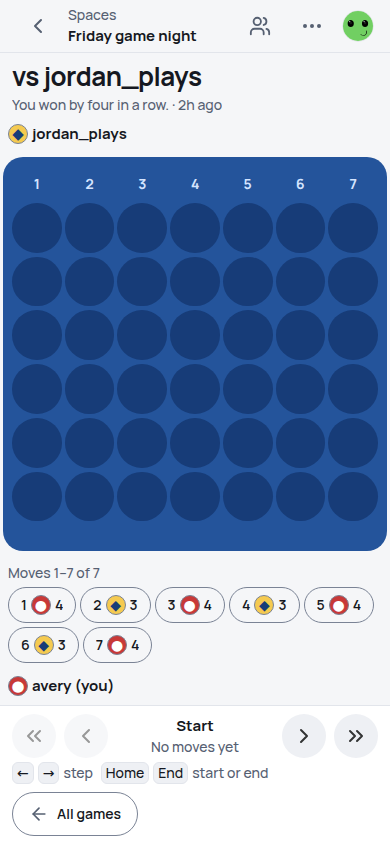 Spaces
Friday game night
vs jordan_plays
You won by four in a row. · 2h ago
jordan_plays
1 2 3 4 5 6 7
Moves 1–7 of 7
1 4 2 3 3 4 4 3 5 4
6 3 7 4
avery (you)
Start
No moves yet
← → step Home End start or end
← All games